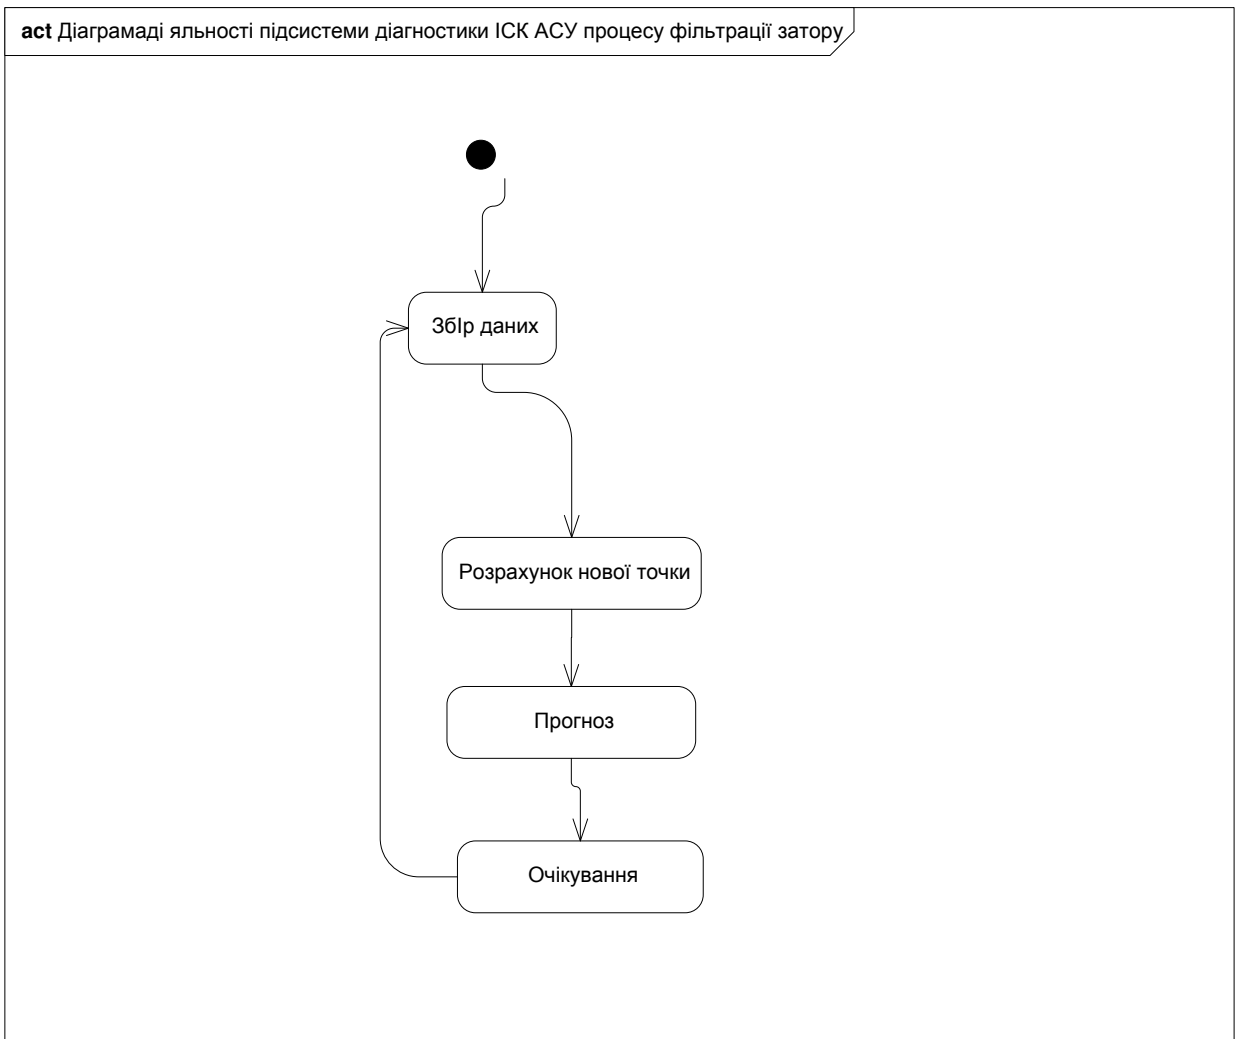 act Діаграмаді яльності підсистеми діагностики ІСК АСУ процесу фільтрації затору
ЗбІр даних
Розрахунок нової точки
Прогноз
Очікування